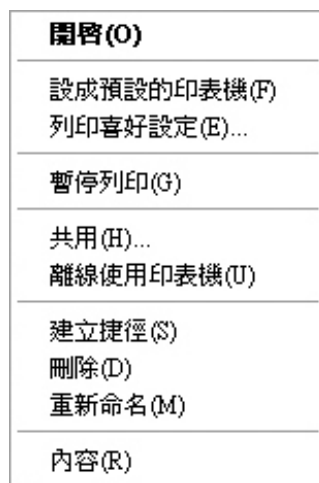 開啓(O)
設成預設的印表機(F)
列印喜好設定(E)...
暫停列印(G)
共用(H)...
離線使用印表機(U)
建立捷徑(S)
刪除(D)
重新命名(M)
內容(R)